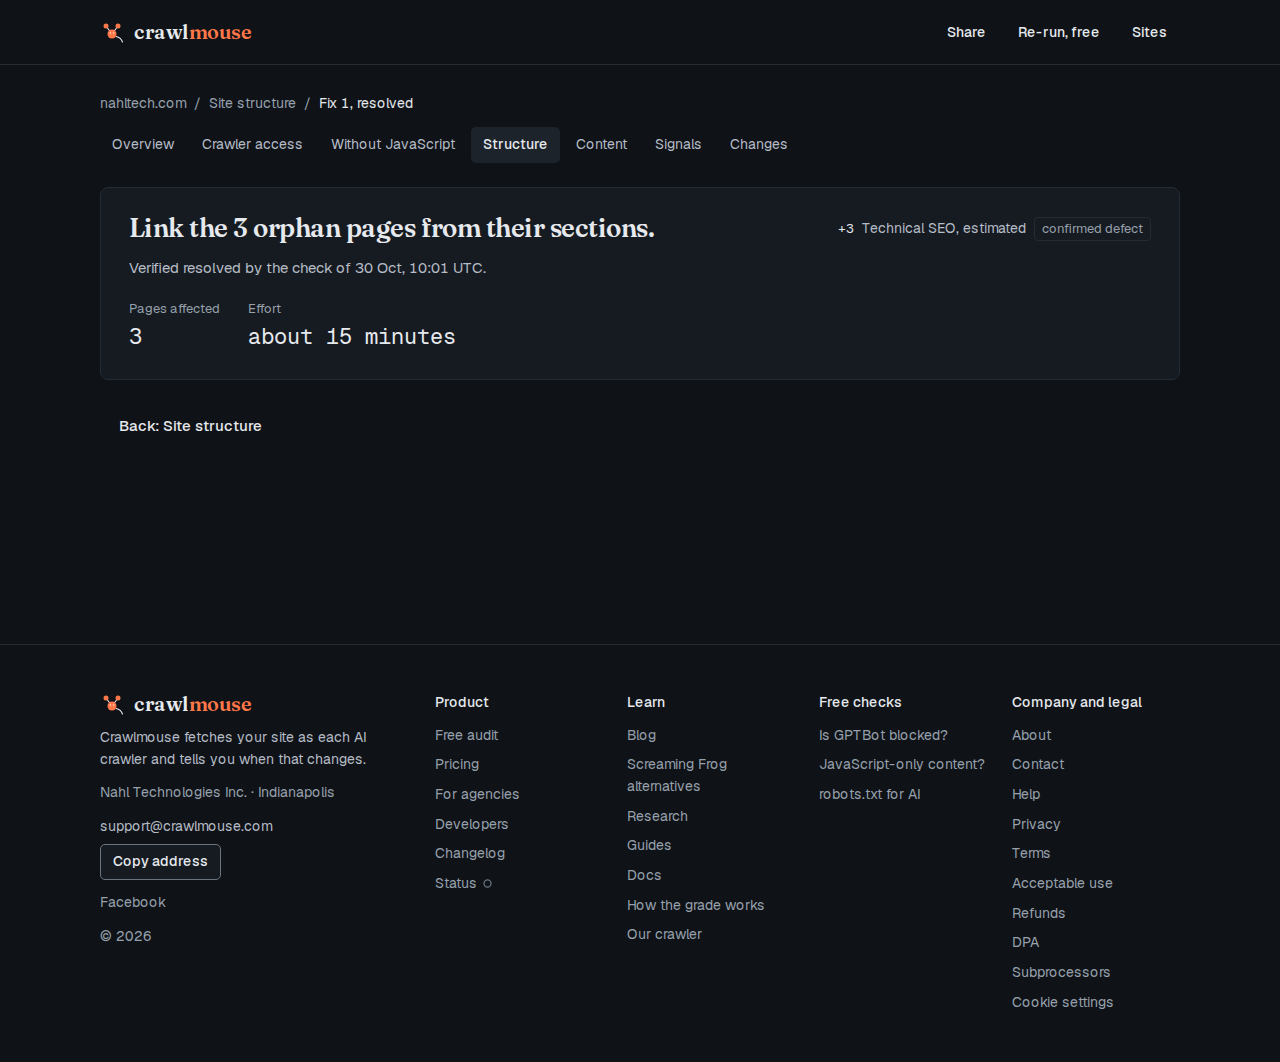 crawlmouse
Share Re-run, free Sites
nahltech.com / Site structure / Fix 1, resolved
Overview Crawler access Without JavaScript Structure Content Signals Changes
Link the 3 orphan pages from their sections.
+3 Technical SEO, estimated confirmed defect
Verified resolved by the check of 30 Oct, 10:01 UTC.
Pages affected Effort
3 about 15 minutes
Back: Site structure
crawlmouse
Crawlmouse fetches your site as each AI
crawler and tells you when that changes.
Nahl Technologies Inc. · Indianapolis
support@crawlmouse.com
Copy address
Facebook
© 2026
Product
Free audit
Pricing
For agencies
Developers
Changelog
Status
Learn
Blog
Screaming Frog
alternatives
Research
Guides
Docs
How the grade works
Our crawler
Free checks
Is GPTBot blocked?
JavaScript-only content?
robots.txt for AI
Company and legal
About
Contact
Help
Privacy
Terms
Acceptable use
Refunds
DPA
Subprocessors
Cookie settings